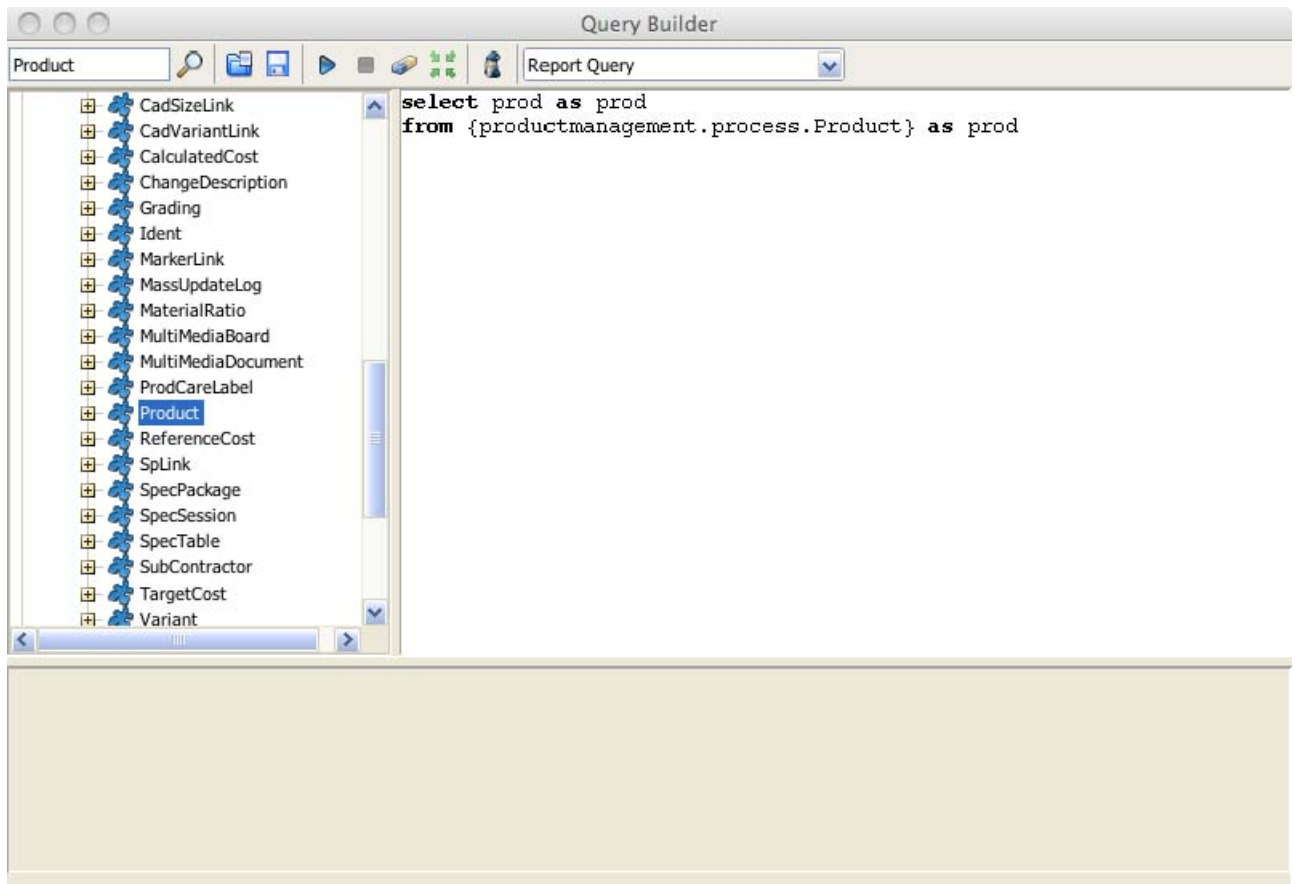 Query Builder
Product
Report Query
CadSizeLink
CadVariantLink
CalculatedCost
ChangeDescription
Grading
Ident
MarkerLink
MassUpdateLog
MaterialRatio
MultiMediaBoard
MultiMediaDocument
ProdCareLabel
Product
ReferenceCost
SpLink
SpecPackage
SpecSession
SpecTable
SubContractor
TargetCost
Variant
select prod as prod
from {productmanagement.process.Product} as prod